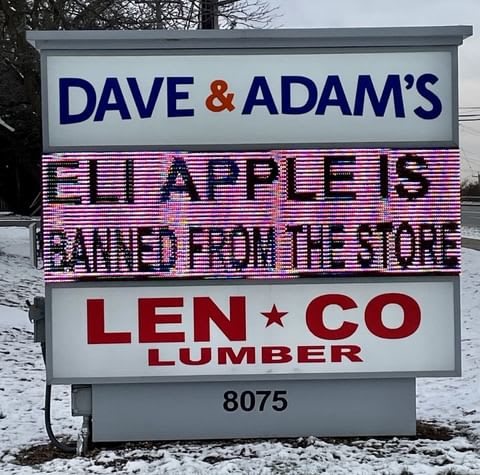 DAVE & ADAM'S
ELI APPLE IS
BANNED FROM THE STORE
LEN ★ CO
LUMBER
8075